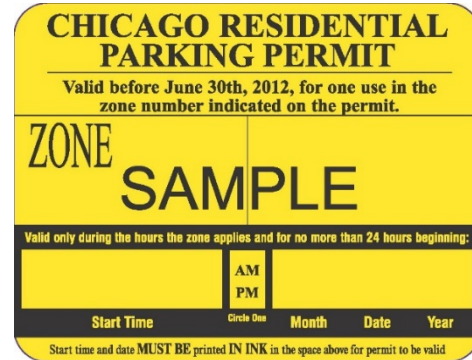 CHICAGO RESIDENTIAL
PARKING PERMIT
Valid before June 30th, 2012, for one use in the
zone number indicated on the permit.
ZONE
SAMPLE
Valid only during the hours the zone applies and for no more than 24 hours beginning:
AM
PM
Start Time Circle One Month Date Year
Start time and date MUST BE printed IN INK in the space above for permit to be valid